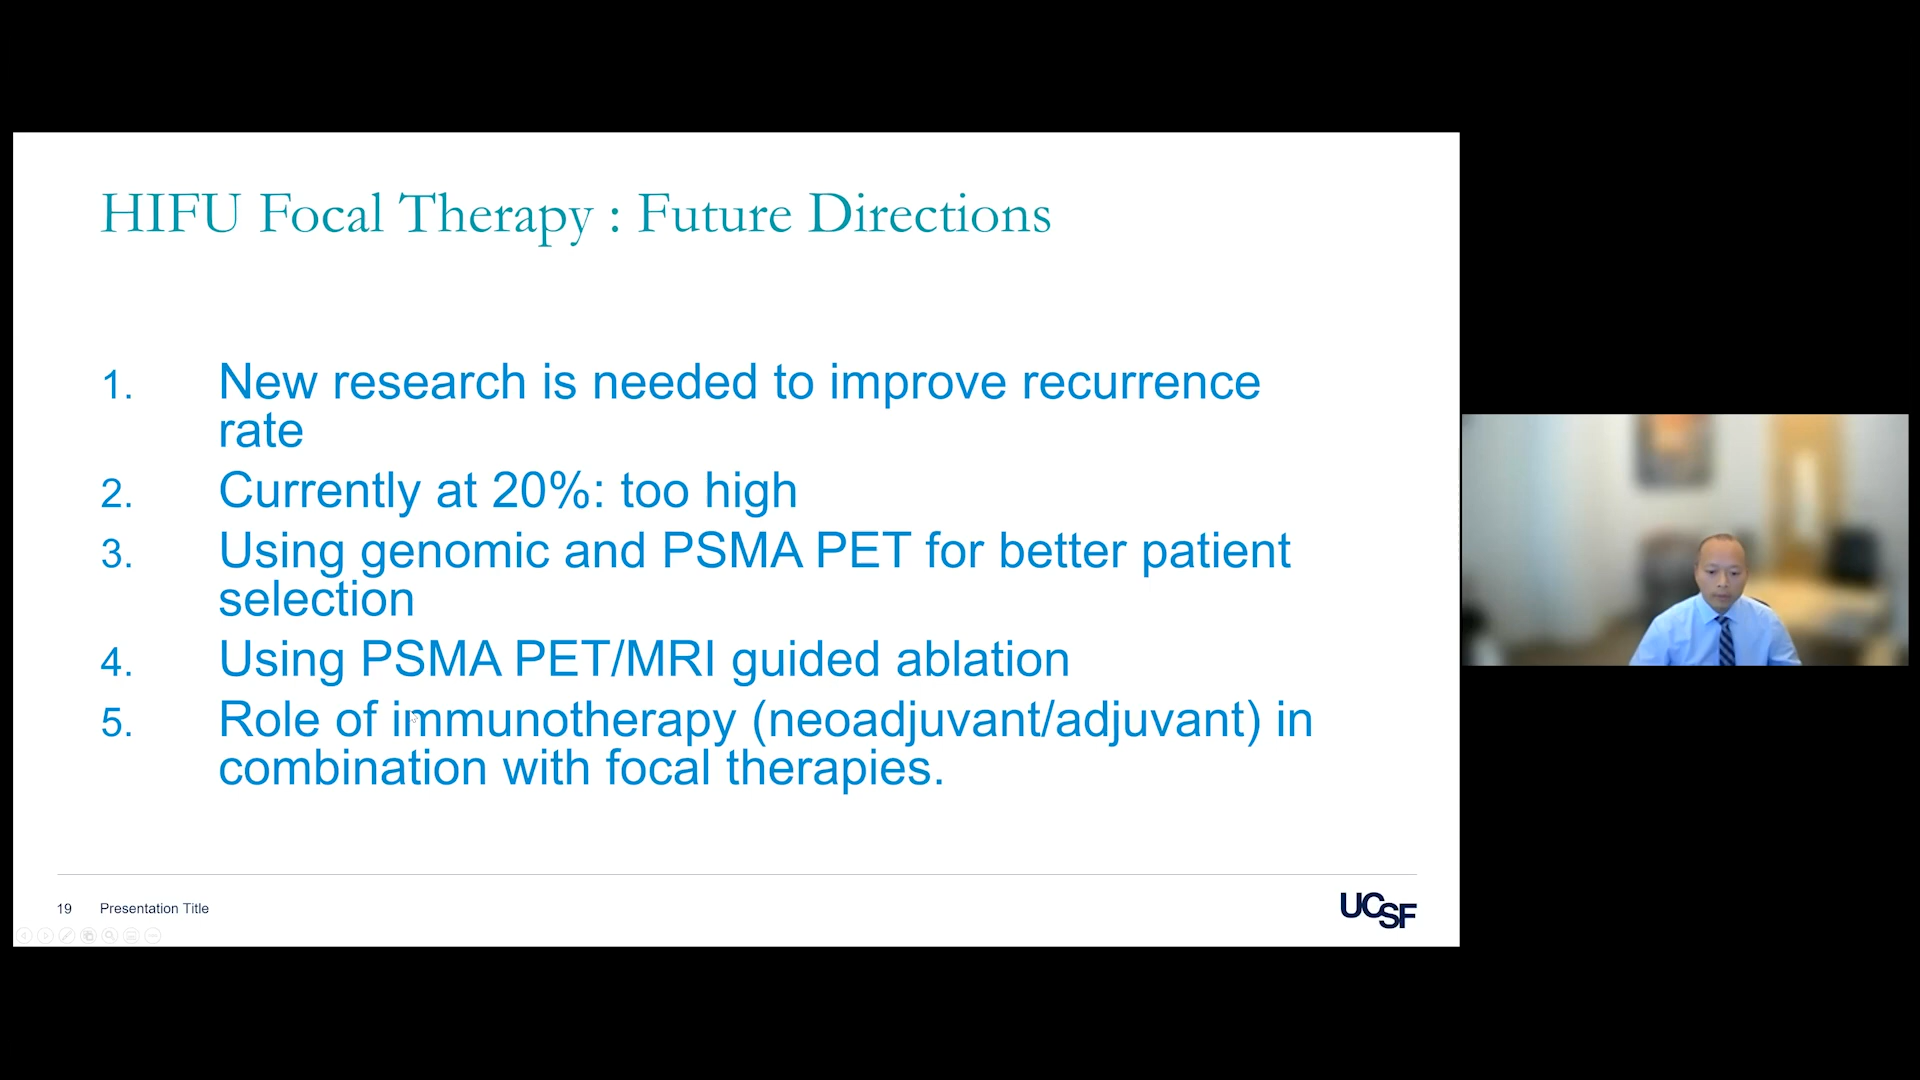 HIFU Focal Therapy : Future Directions
1. New research is needed to improve recurrence
rate
2. Currently at 20%: too high
3. Using genomic and PSMA PET for better patient
selection
4. Using PSMA PET/MRI guided ablation
5. Role of immunotherapy (neoadjuvant/adjuvant) in
combination with focal therapies.
19 Presentation Title
UCSF